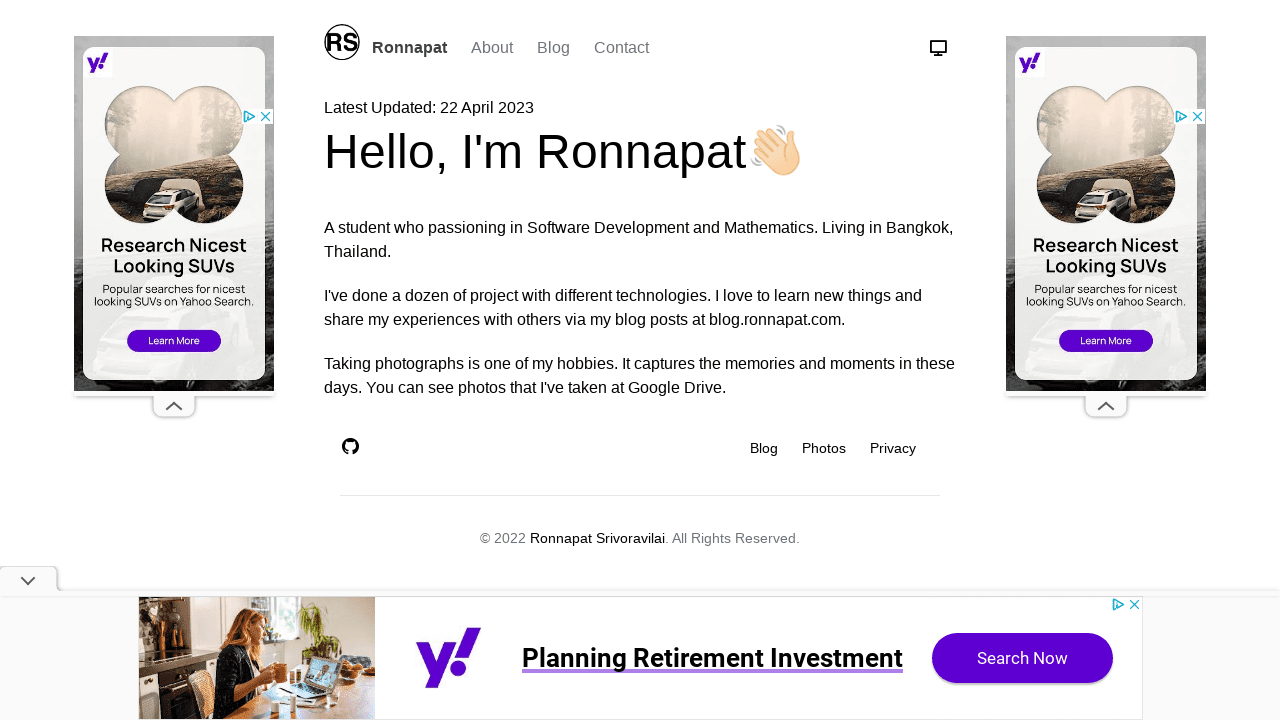 RS
Ronnapat
About
Blog
Contact
Latest Updated: 22 April 2023
Hello, I'm Ronnapat👋🏼
A student who passioning in Software Development and Mathematics. Living in Bangkok,
Thailand.
I've done a dozen of project with different technologies. I love to learn new things and
share my experiences with others via my blog posts at blog.ronnapat.com.
Taking photographs is one of my hobbies. It captures the memories and moments in these
days. You can see photos that I've taken at Google Drive.
Blog
Photos
Privacy
© 2022 Ronnapat Srivoravilai. All Rights Reserved.
y!
Research Nicest
Looking SUVs
Popular searches for nicest
looking SUVs on Yahoo Search.
Learn More
y!
Research Nicest
Looking SUVs
Popular searches for nicest
looking SUVs on Yahoo Search.
Learn More
y!
Planning Retirement Investment
Search Now